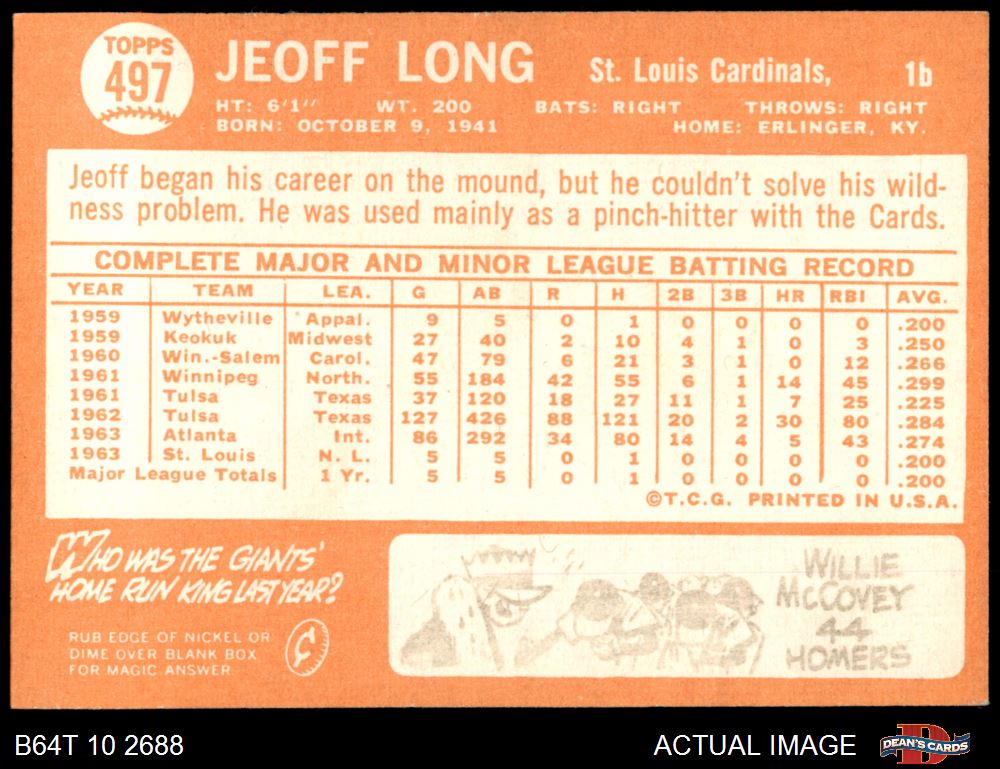 TOPPS
497
JEOFF LONG St. Louis Cardinals, 1b
HT: 6'1" WT. 200 BATS: RIGHT THROWS: RIGHT
BORN: OCTOBER 9, 1941 HOME: ERLINGER, KY.
Jeoff began his career on the mound, but he couldn't solve his wild-
ness problem. He was used mainly as a pinch-hitter with the Cards.
COMPLETE MAJOR AND MINOR LEAGUE BATTING RECORD
YEAR TEAM LEA. G AB R H 2B 3B HR RBI AVG.
1959 Wytheville Appal. 9 5 0 1 0 0 0 0 .200
1959 Keokuk Midwest 27 40 2 10 4 1 0 3 .250
1960 Win.-Salem Carol. 47 79 6 21 3 1 0 12 .266
1961 Winnipeg North. 55 184 42 55 6 1 14 45 .299
1961 Tulsa Texas 37 120 18 27 11 1 7 25 .225
1962 Tulsa Texas 127 426 88 121 20 2 30 80 .284
1963 Atlanta Int. 86 292 34 80 14 4 5 43 .274
1963 St. Louis N. L. 5 5 0 1 0 0 0 0 .200
Major League Totals 1 Yr. 5 5 0 1 0 0 0 0 .200
©T.C.G. PRINTED IN U.S.A.
WHO WAS THE GIANTS'
HOME RUN KING LAST YEAR?
RUB EDGE OF NICKEL OR
DIME OVER BLANK BOX
FOR MAGIC ANSWER
¢
WILLIE
McCOVEY
44
HOMERS
B64T 10 2688 ACTUAL IMAGE DEAN'S CARDS